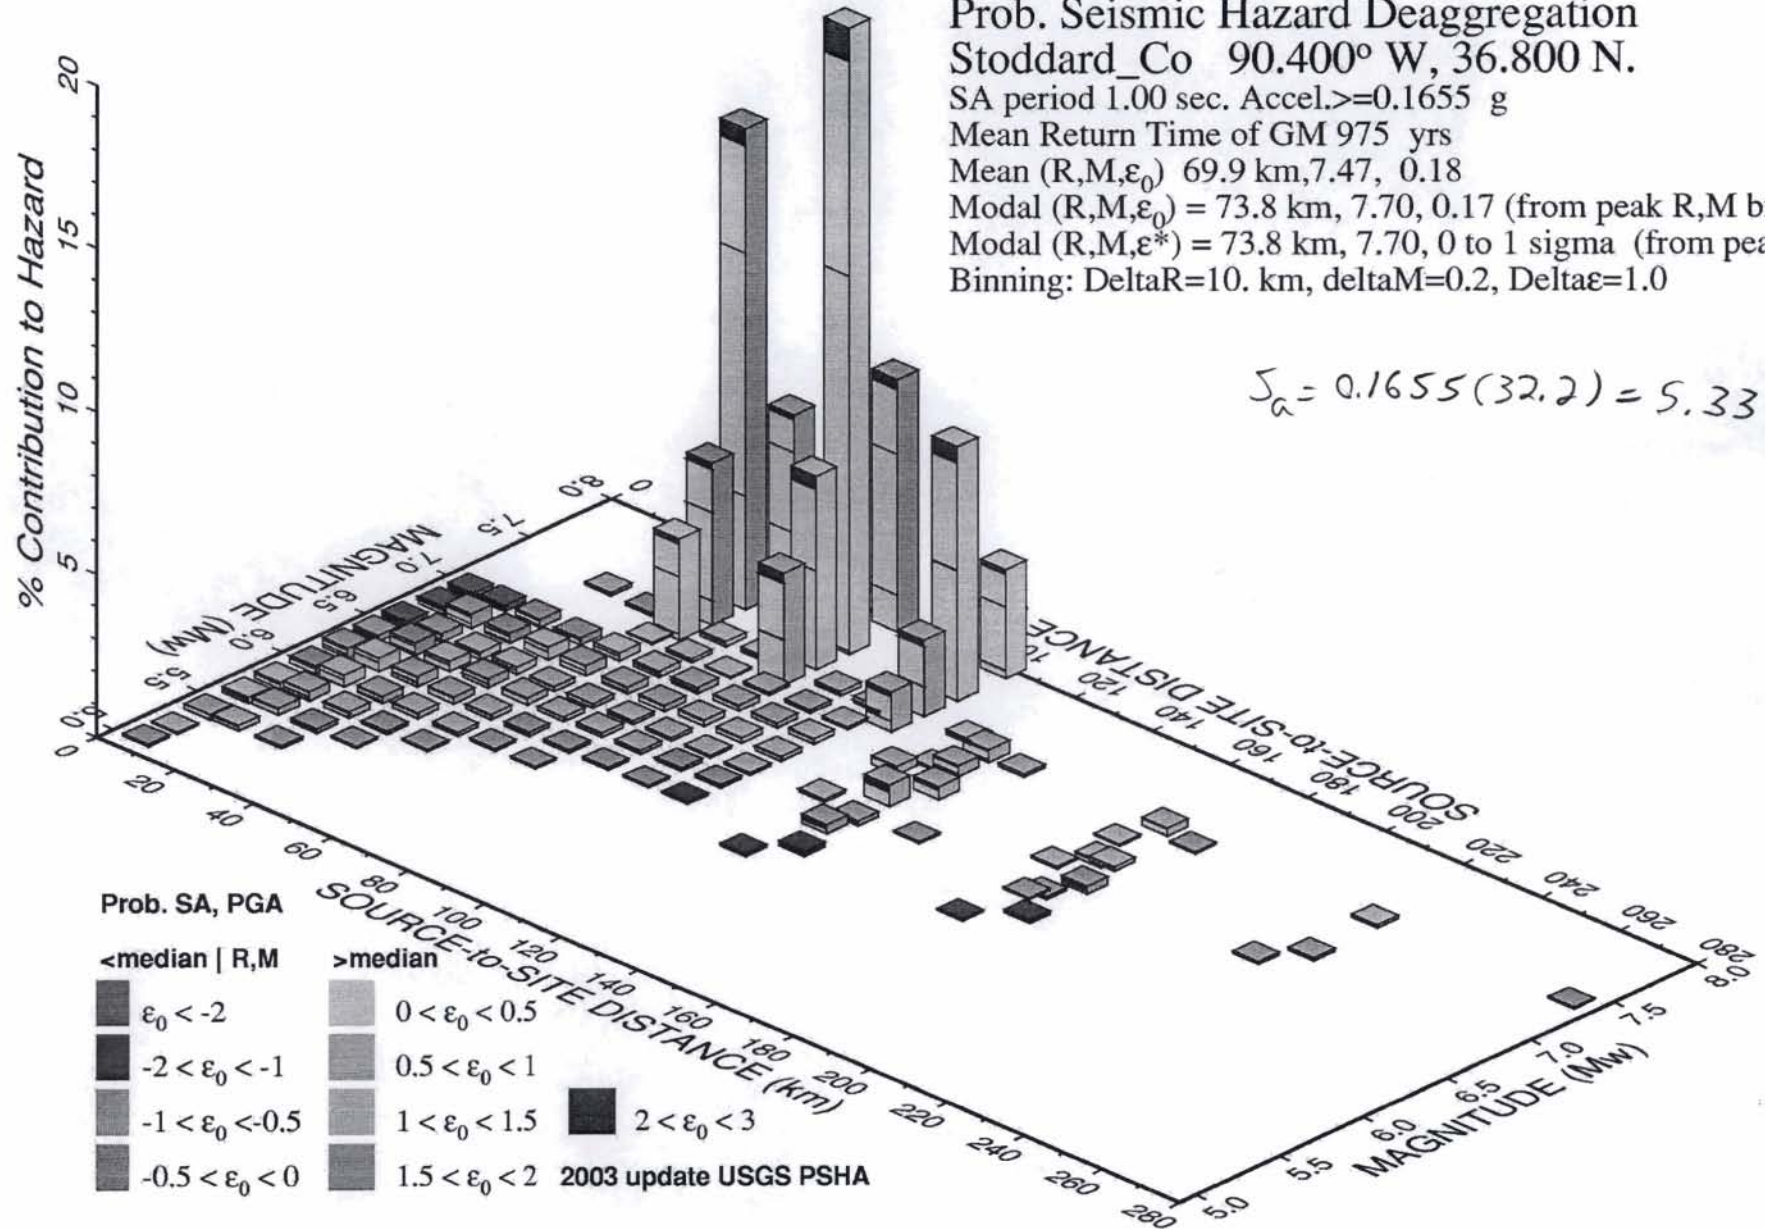 Prob. Seismic Hazard Deaggregation
Stoddard_Co 90.400º W, 36.800 N.
SA period 1.00 sec. Accel.>=0.1655 g
Mean Return Time of GM 975 yrs
Mean (R,M,ε0) 69.9 km,7.47, 0.18
Modal (R,M,ε0) = 73.8 km, 7.70, 0.17 (from peak R,M b
Modal (R,M,ε*) = 73.8 km, 7.70, 0 to 1 sigma (from pea
Binning: DeltaR=10. km, deltaM=0.2, Deltaε=1.0
Sa = 0.1655 (32.2) = 5.33
% Contribution to Hazard
20
15
10
5
MAGNITUDE (Mw)
5.5
6.0
6.5
7.0
7.5
8.0
0
SOURCE-to-SITE DISTANCE
120
140
160
180
200
220
240
260
280
0
20
40
60
80
100
120
140
160
180
200
220
240
260
280
SOURCE-to-SITE DISTANCE (km)
5.0
5.5
6.0
6.5
7.0
7.5
8.0
MAGNITUDE (Mw)
Prob. SA, PGA
<median | R,M >median
ε0 < -2 0 < ε0 < 0.5
-2 < ε0 < -1 0.5 < ε0 < 1
-1 < ε0 <-0.5 1 < ε0 < 1.5 2 < ε0 < 3
-0.5 < ε0 < 0 1.5 < ε0 < 2 2003 update USGS PSHA